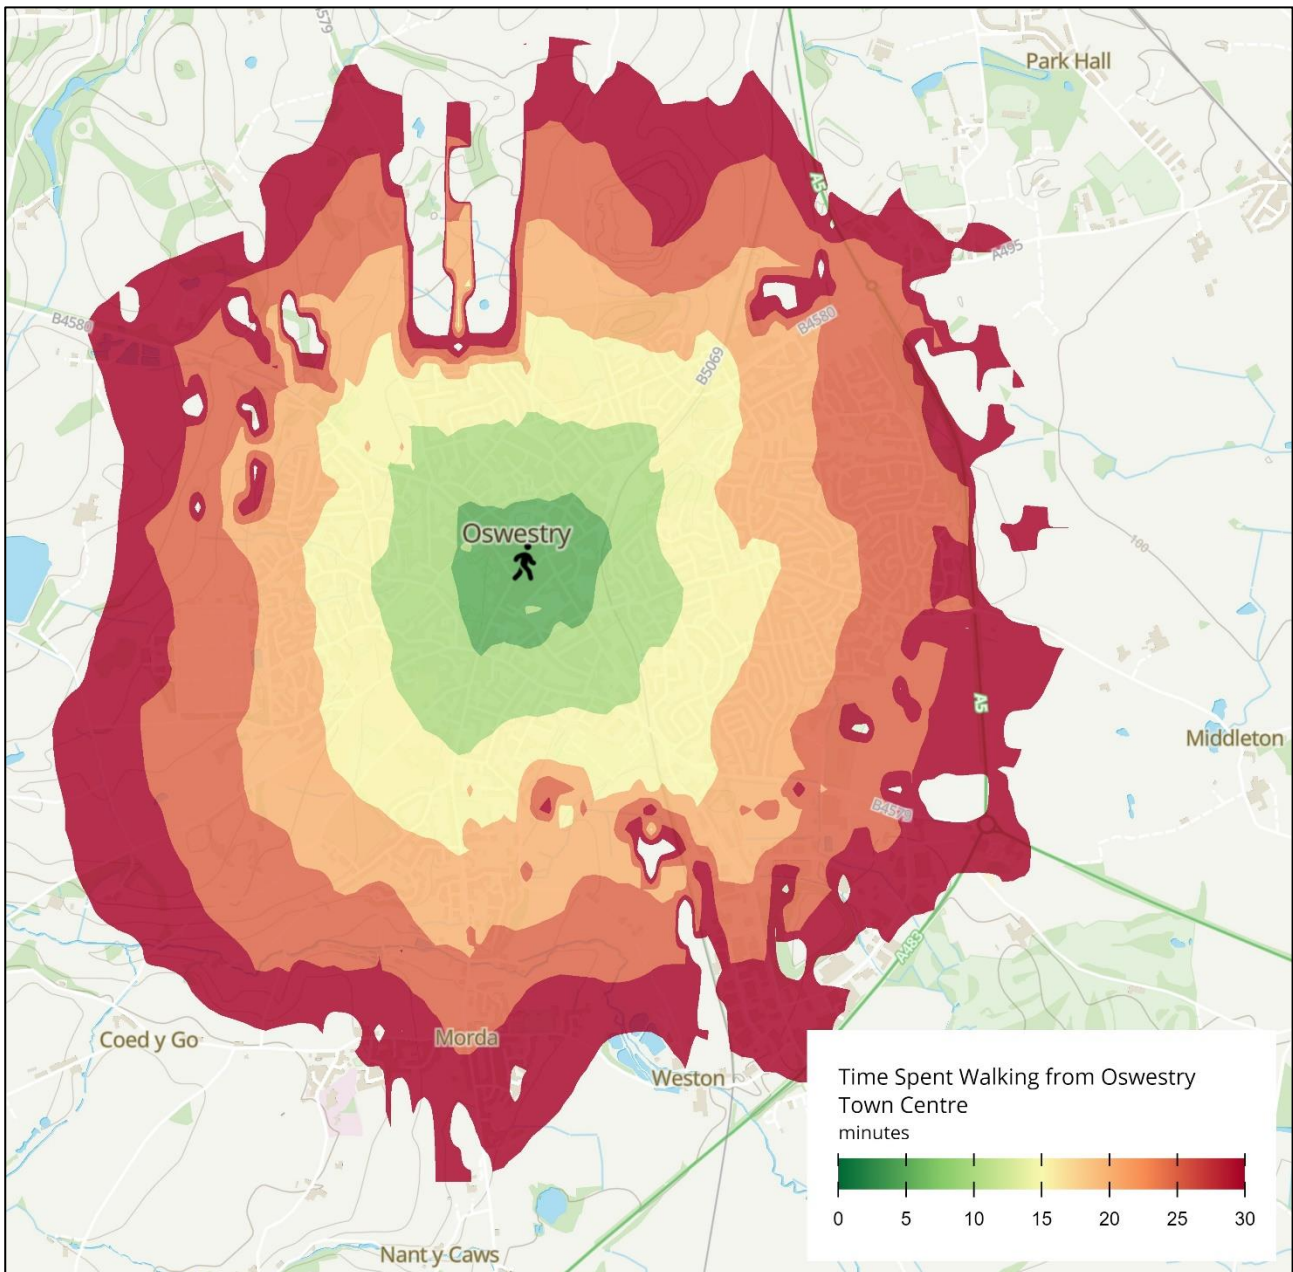 B579
Park Hall
A5
A495
B4580
B4580
B5069
Oswestry
100
A5
Middleton
B4579
A483
Coed y Go
Morda
Weston
Time Spent Walking from Oswestry
Town Centre
minutes
0 5 10 15 20 25 30
Nant y Caws